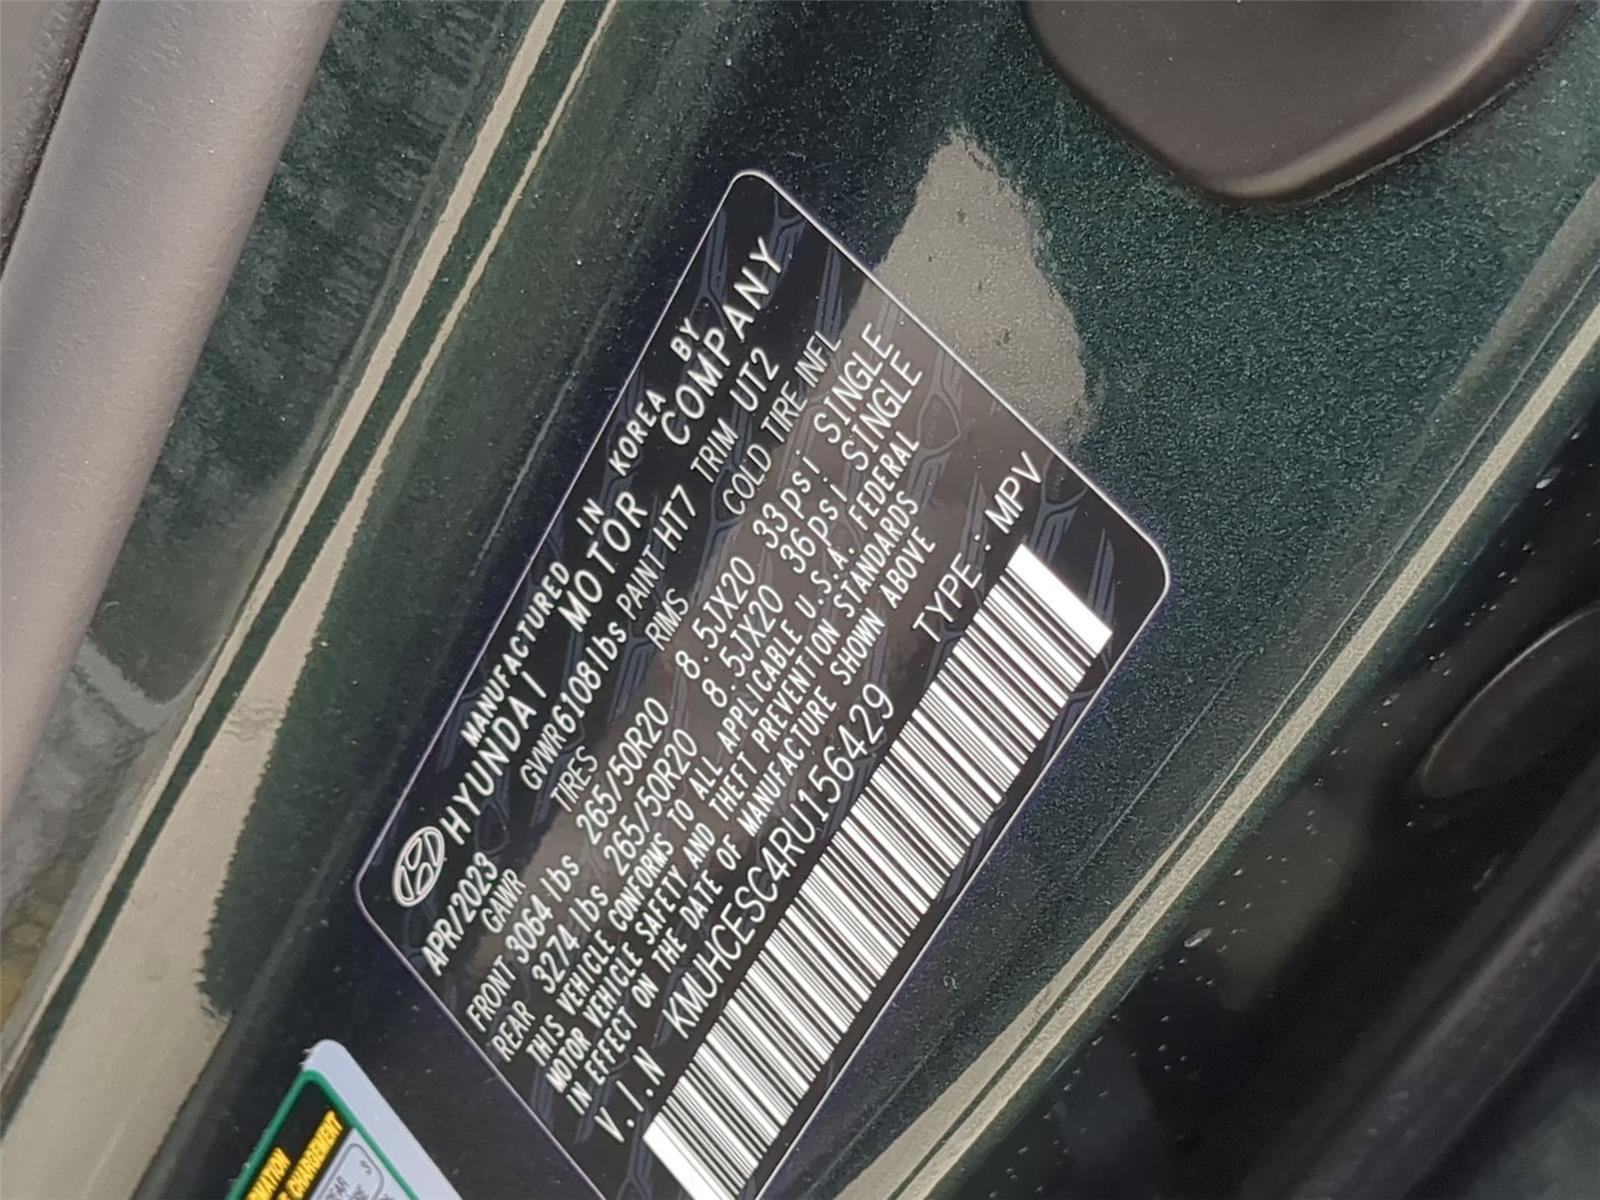 MANUFACTURED IN KOREA BY
HYUNDAI MOTOR COMPANY
APR/2023 GVWR6108lbs PAINT HT7 TRIM UT2
GAWR TIRES RIMS COLD TIRE INFL
FRONT 3064 lbs 265/50R20 8.5JX20 33psi SINGLE
REAR 3274 lbs 265/50R20 8.5JX20 36psi SINGLE
THIS VEHICLE CONFORMS TO ALL APPLICABLE U.S.A. FEDERAL
MOTOR VEHICLE SAFETY AND THEFT PREVENTION STANDARDS
IN EFFECT ON THE DATE OF MANUFACTURE SHOWN ABOVE
V.I.N KMUHCESC4RU156429 TYPE : MPV
CHARGEMENT